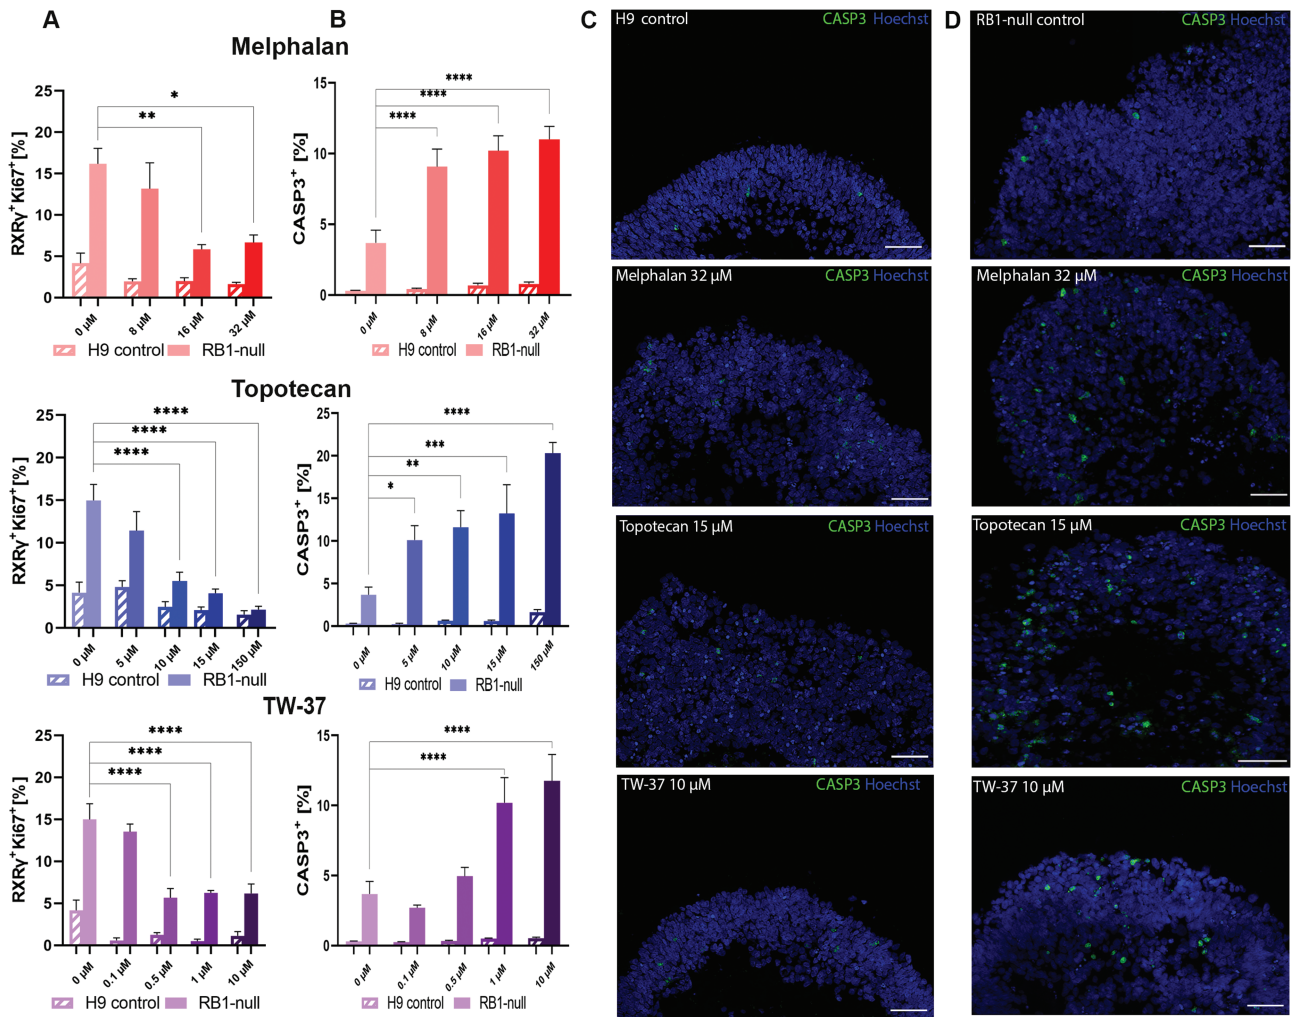 A
B
C
D
Melphalan
RXRγ⁺Ki67⁺[%]
25
20
15
10
5
0
* 
**
0 µM
8 µM
16 µM
32 µM
H9 control
RB1-null
CASP3⁺ [%]
15
10
5
0
****
****
****
0 µM
8 µM
16 µM
32 µM
H9 control
RB1-null
Topotecan
RXRγ⁺Ki67⁺[%]
25
20
15
10
5
0
****
****
****
0 µM
5 µM
10 µM
15 µM
150 µM
H9 control
RB1-null
CASP3⁺ [%]
25
20
15
10
5
0
****
***
**
*
0 µM
5 µM
10 µM
15 µM
150 µM
H9 control
RB1-null
TW-37
RXRγ⁺Ki67⁺[%]
25
20
15
10
5
0
****
****
****
0 µM
0.1 µM
0.5 µM
1 µM
10 µM
H9 control
RB1-null
CASP3⁺ [%]
15
10
5
0
****
****
0 µM
0.1 µM
0.5 µM
1 µM
10 µM
H9 control
RB1-null
H9 control CASP3 Hoechst
Melphalan 32 µM CASP3 Hoechst
Topotecan 15 µM CASP3 Hoechst
TW-37 10 µM CASP3 Hoechst
RB1-null control CASP3 Hoechst
Melphalan 32 µM CASP3 Hoechst
Topotecan 15 µM CASP3 Hoechst
TW-37 10 µM CASP3 Hoechst